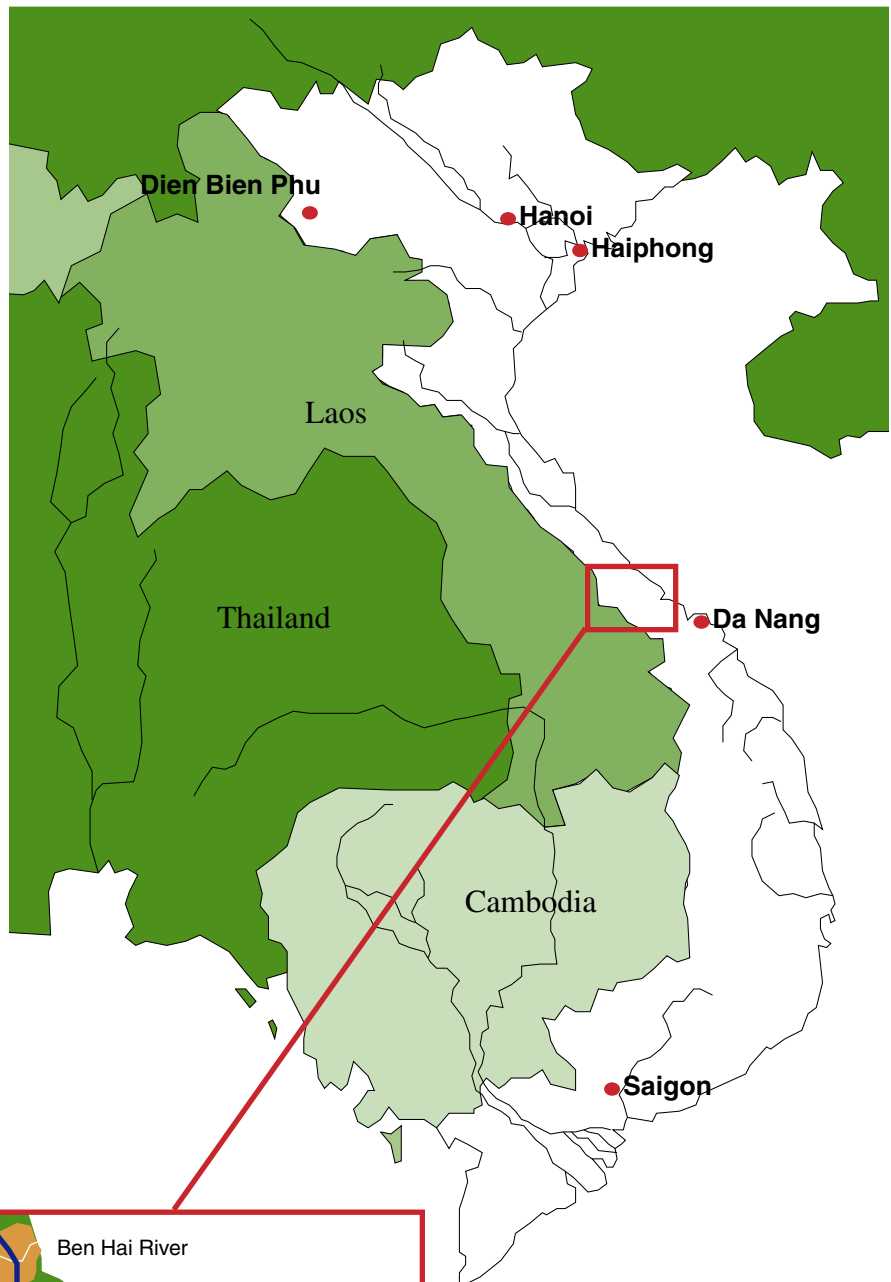 Dien Bien Phu
Hanoi
Haiphong
Laos
Thailand
Da Nang
Cambodia
Saigon
Ben Hai River